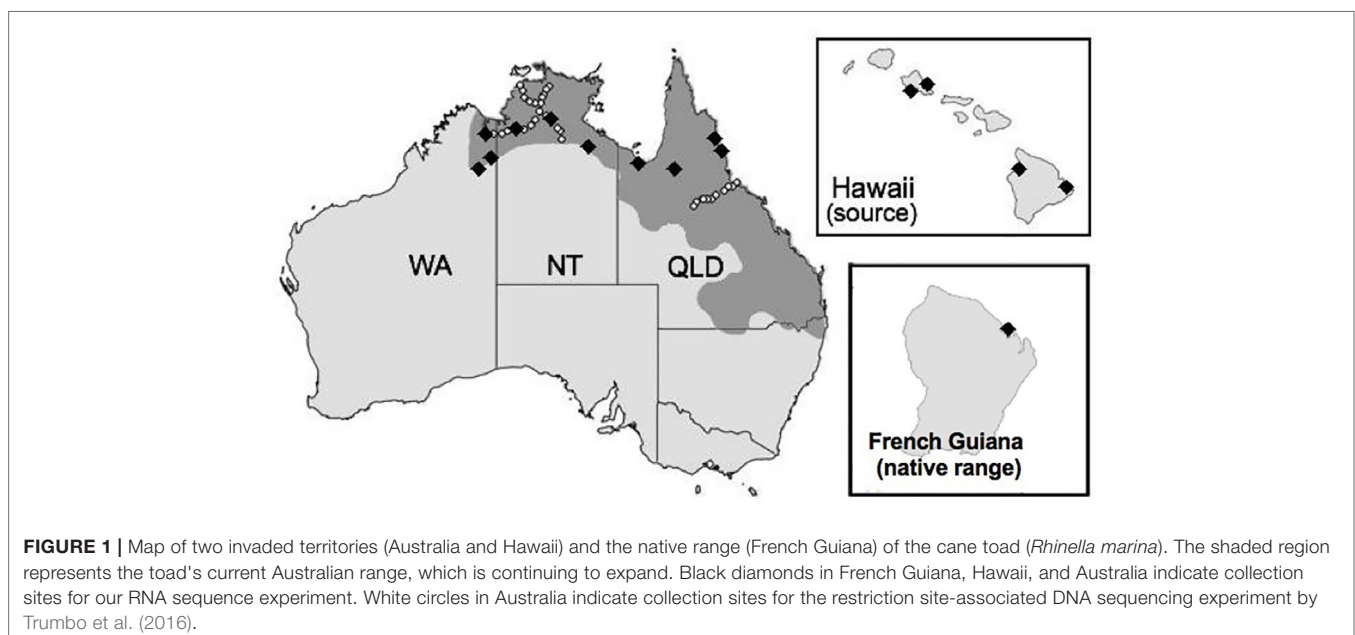 WA
NT
QLD
Hawaii
(source)
French Guiana
(native range)
FIGURE 1 | Map of two invaded territories (Australia and Hawaii) and the native range (French Guiana) of the cane toad (Rhinella marina). The shaded region
represents the toad's current Australian range, which is continuing to expand. Black diamonds in French Guiana, Hawaii, and Australia indicate collection
sites for our RNA sequence experiment. White circles in Australia indicate collection sites for the restriction site-associated DNA sequencing experiment by
Trumbo et al. (2016).